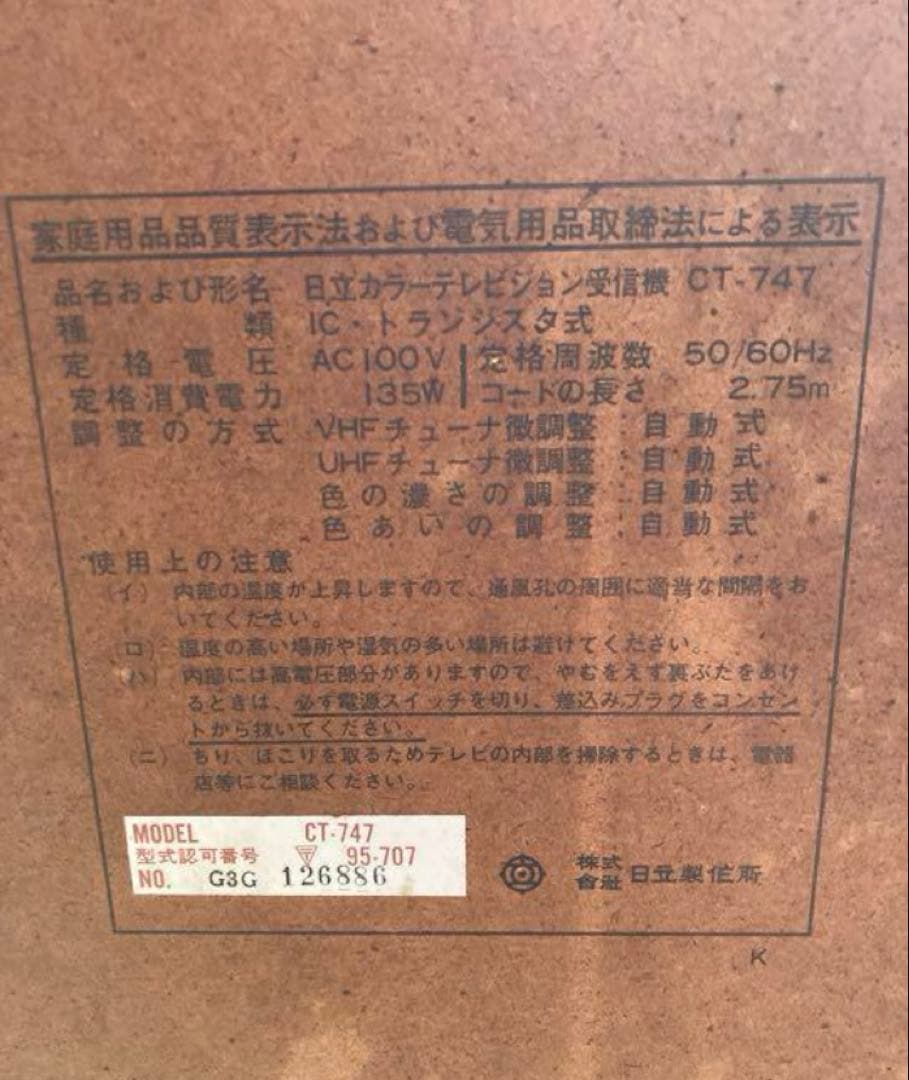 家庭用品品質表示法および電気用品取締法による表示
品名および形名 日立カラーテレビジョン受信機 CT-747
種類 IC・トランジスタ式
定格電圧 AC100V 定格周波数 50/60Hz
定格消費電力 135W コードの長さ 2.75m
調整の方式 VHFチューナ微調整:自動式
UHFチューナ微調整:自動式
色の濃さの調整:自動式
色あいの調整:自動式
使用上の注意
(イ) 内部の温度が上昇しますので、通風孔の周囲に適当な間隔をお
いてください。
(ロ) 温度の高い場所や湿気の多い場所は避けてください。
(ハ) 内部には高電圧部分がありますので、やむをえず裏ぶたをあけ
るときは、必ず電源スイッチを切り、差込みプラグをコンセン
トから抜いてください。
(ニ) ちり、ほこりを取るためテレビの内部を掃除するときは、電器
店等にご相談ください。
MODEL CT-747
型式認可番号 〒 95-707
NO. G3G 126886
株式会社 日立製作所
K